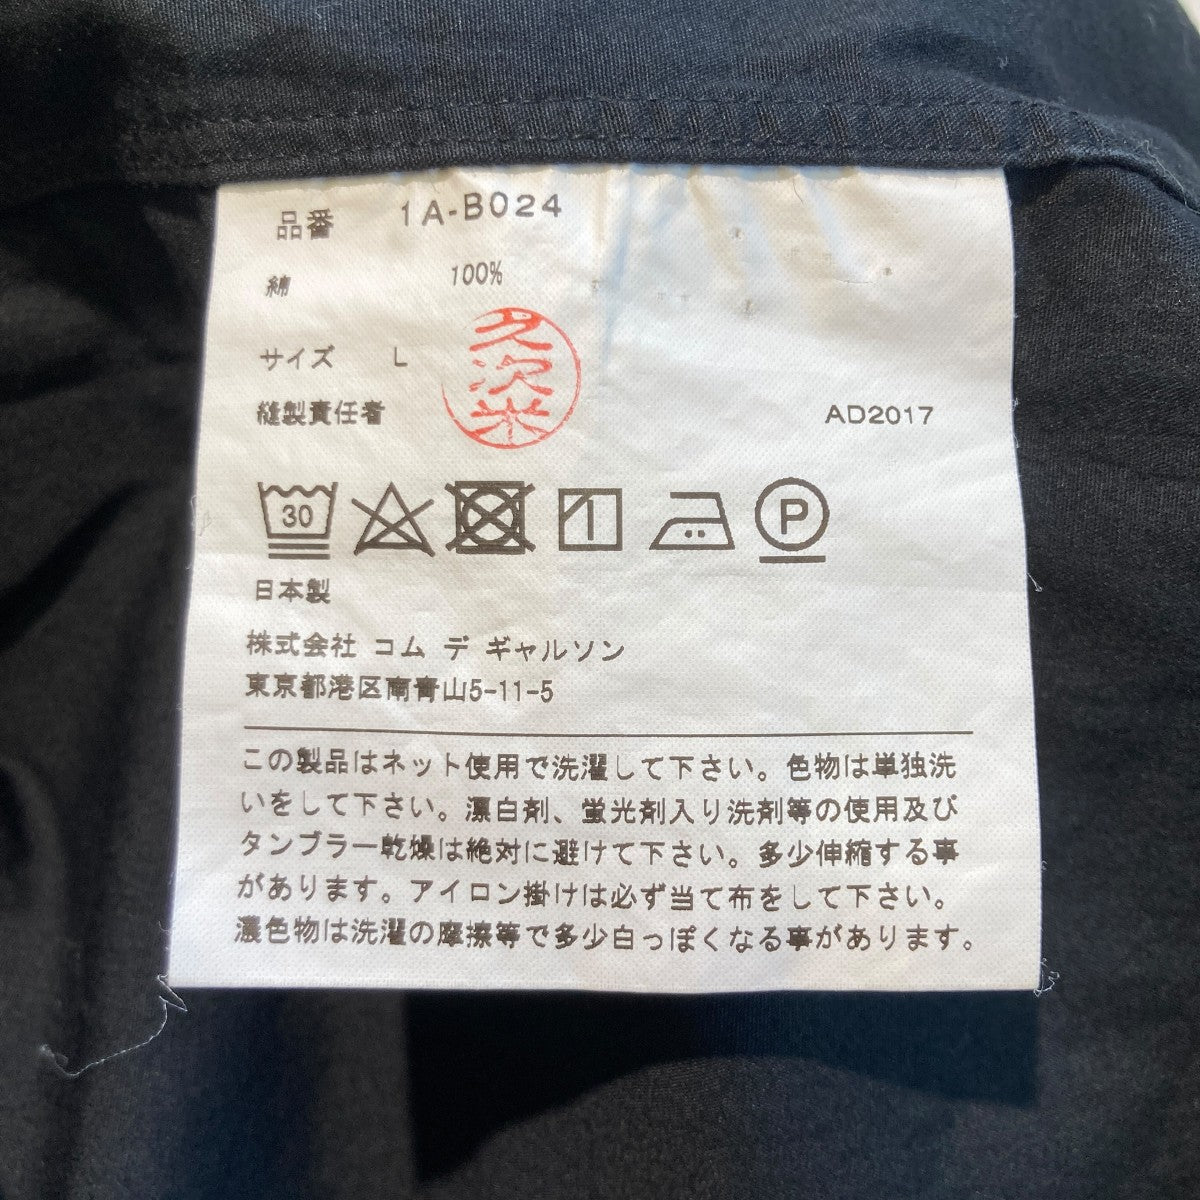 品番 1A-B024
綿 100%
サイズ L
久次米
縫製責任者 AD2017
30 P
日本製
株式会社 コム デ ギャルソン
東京都港区南青山5-11-5
この製品はネット使用で洗濯して下さい。色物は単独洗
いをして下さい。漂白剤、蛍光剤入り洗剤等の使用及び
タンブラー乾燥は絶対に避けて下さい。多少伸縮する事
があります。アイロン掛けは必ず当て布をして下さい。
濃色物は洗濯の摩擦等で多少白っぽくなる事があります。